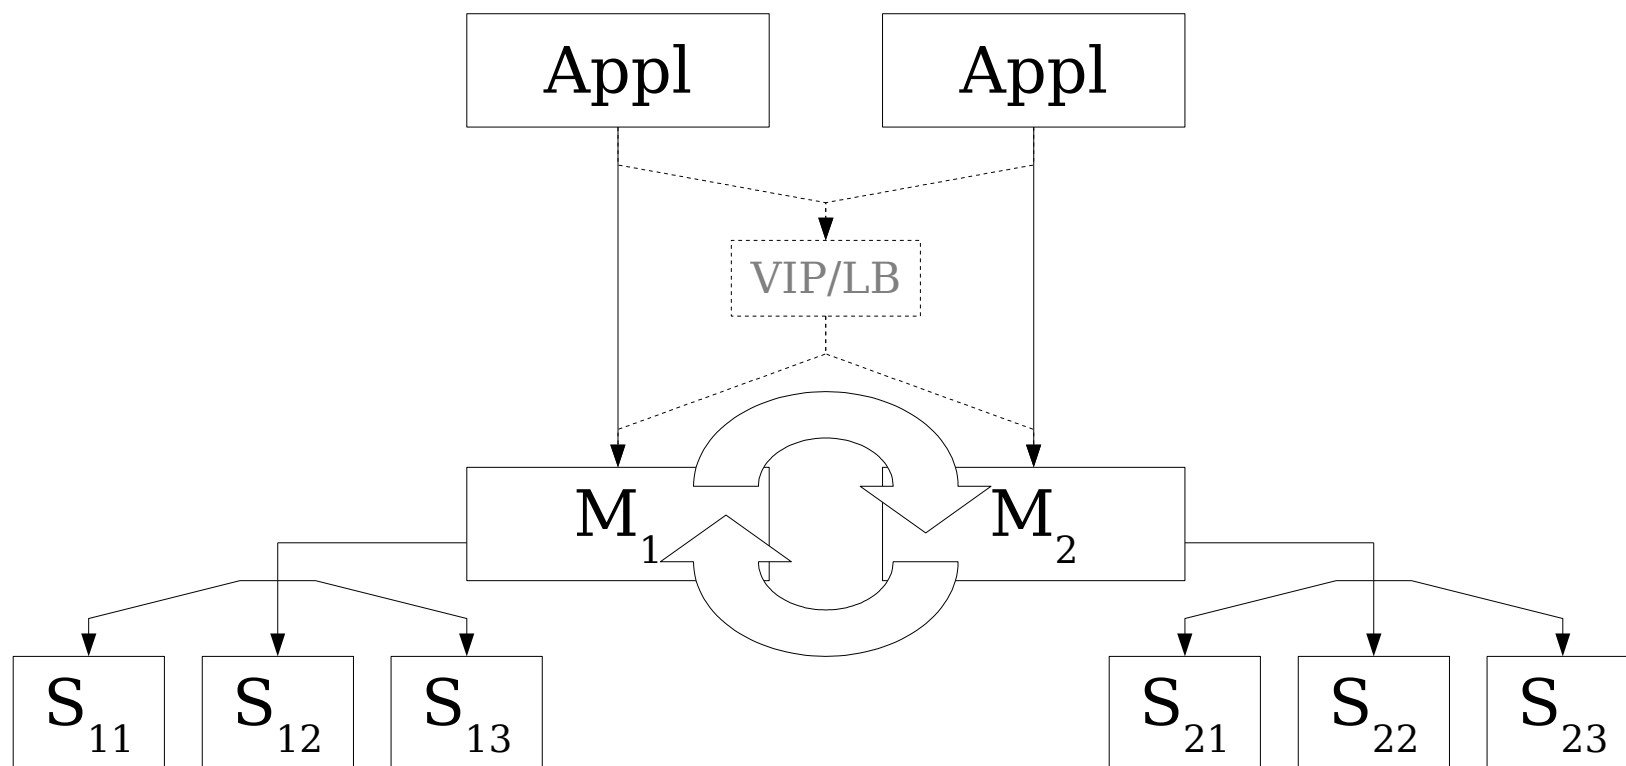 Appl Appl
VIP/LB
M₁ M₂
S₁₁ S₁₂ S₁₃ S₂₁ S₂₂ S₂₃